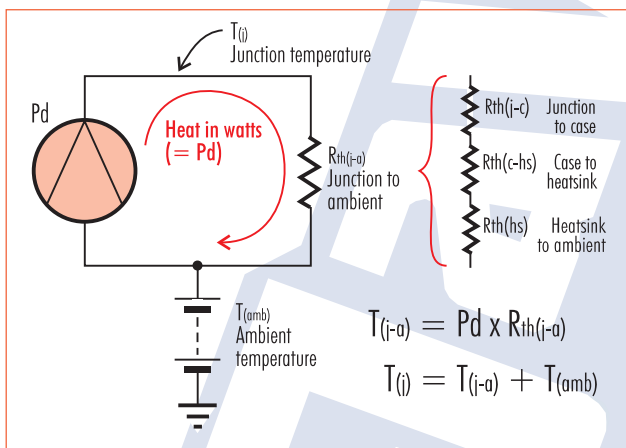 T(j)
Junction temperature
Pd
Heat in watts
(= Pd)
Rth(j-a)
Junction to
ambient
Rth(j-c) Junction
to case
Rth(c-hs) Case to
heatsink
Rth(hs) Heatsink
to ambient
T(amb)
Ambient
temperature
T(j-a) = Pd x Rth(j-a)
T(j) = T(j-a) + T(amb)